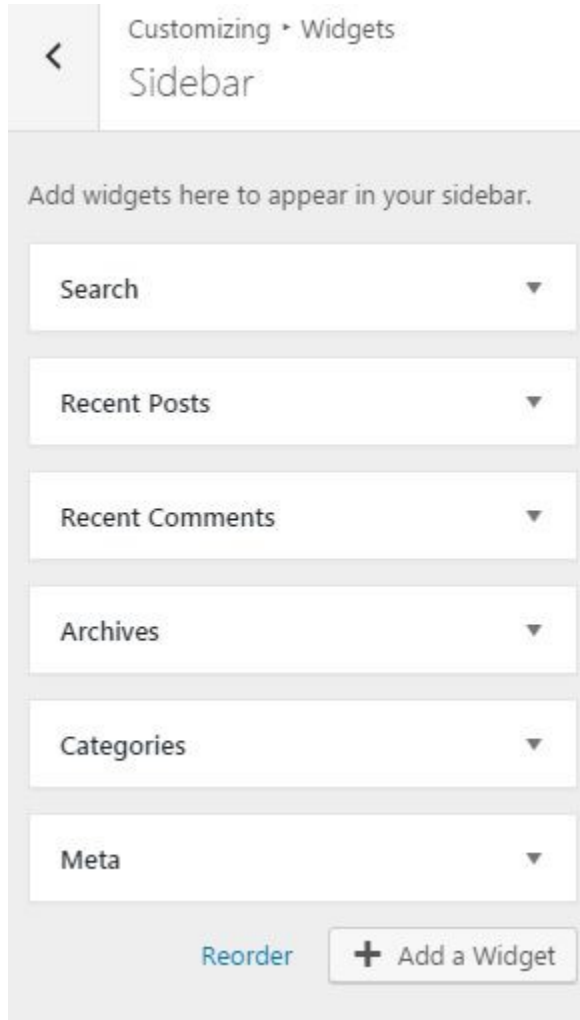 Customizing ▸ Widgets
Sidebar
Add widgets here to appear in your sidebar.
Search
Recent Posts
Recent Comments
Archives
Categories
Meta
Reorder
+ Add a Widget